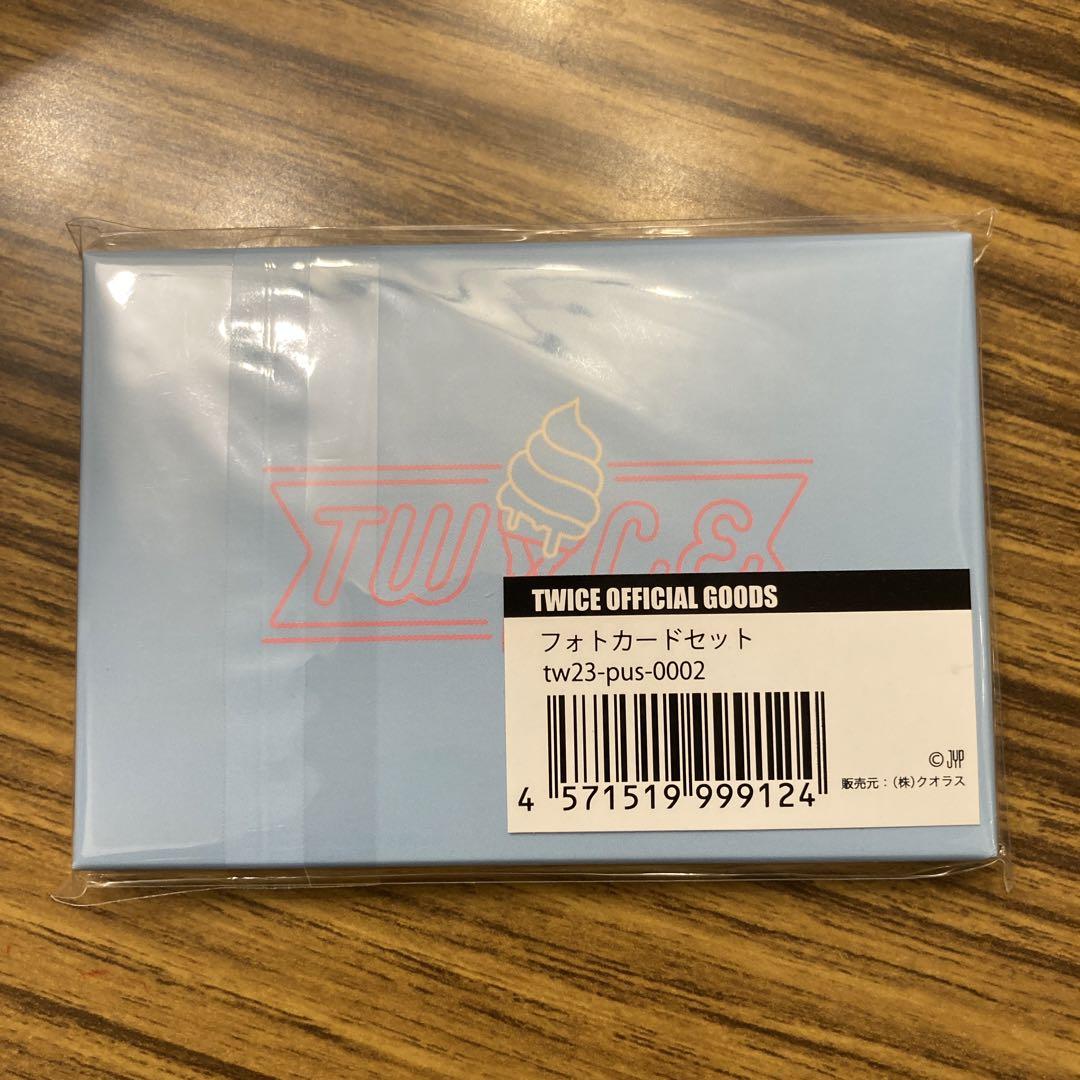 TWICE
TWICE OFFICIAL GOODS
フォトカードセット
tw23-pus-0002
4 571519 999124
© JYP
販売元：(株)クオラス